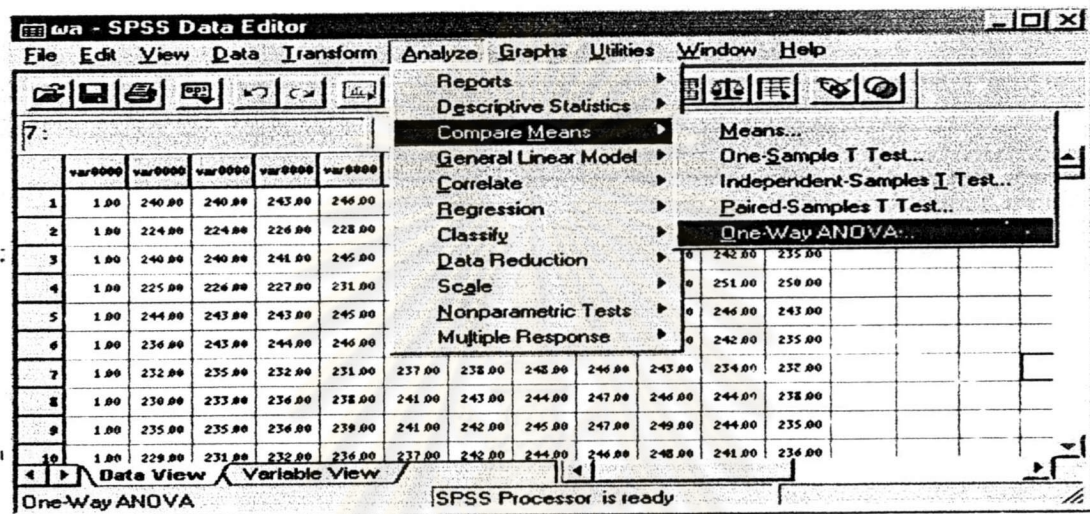 ωa - SPSS Data Editor
File Edit View Data Transform Analyze Graphs Utilities Window Help
Reports
Descriptive Statistics
7 :
Compare Means
Means...
General Linear Model
One-Sample T Test...
var0000 var0000 var0000 var0000 var0000
Correlate
Independent-Samples T Test...
1 1.00 240.00 240.00 243.00 246.00
Regression
Paired-Samples T Test...
2 1.00 224.00 224.00 226.00 228.00
Classify
One-Way ANOVA...
3 1.00 240.00 240.00 241.00 245.00
Data Reduction
242.00 235.00
4 1.00 225.00 226.00 227.00 231.00
Scale
251.00 250.00
5 1.00 244.00 243.00 243.00 245.00
Nonparametric Tests
246.00 243.00
6 1.00 236.00 243.00 244.00 246.00
Multiple Response
242.00 235.00
7 1.00 232.00 235.00 232.00 231.00 237.00 238.00 248.00 246.00 243.00 234.00 237.00
8 1.00 230.00 233.00 236.00 238.00 241.00 243.00 244.00 247.00 246.00 244.00 238.00
9 1.00 235.00 235.00 236.00 239.00 241.00 242.00 245.00 247.00 249.00 244.00 235.00
10 1.00 229.00 231.00 232.00 236.00 237.00 242.00 244.00 246.00 248.00 241.00 236.00
Data View Variable View
One-Way ANOVA SPSS Processor is ready